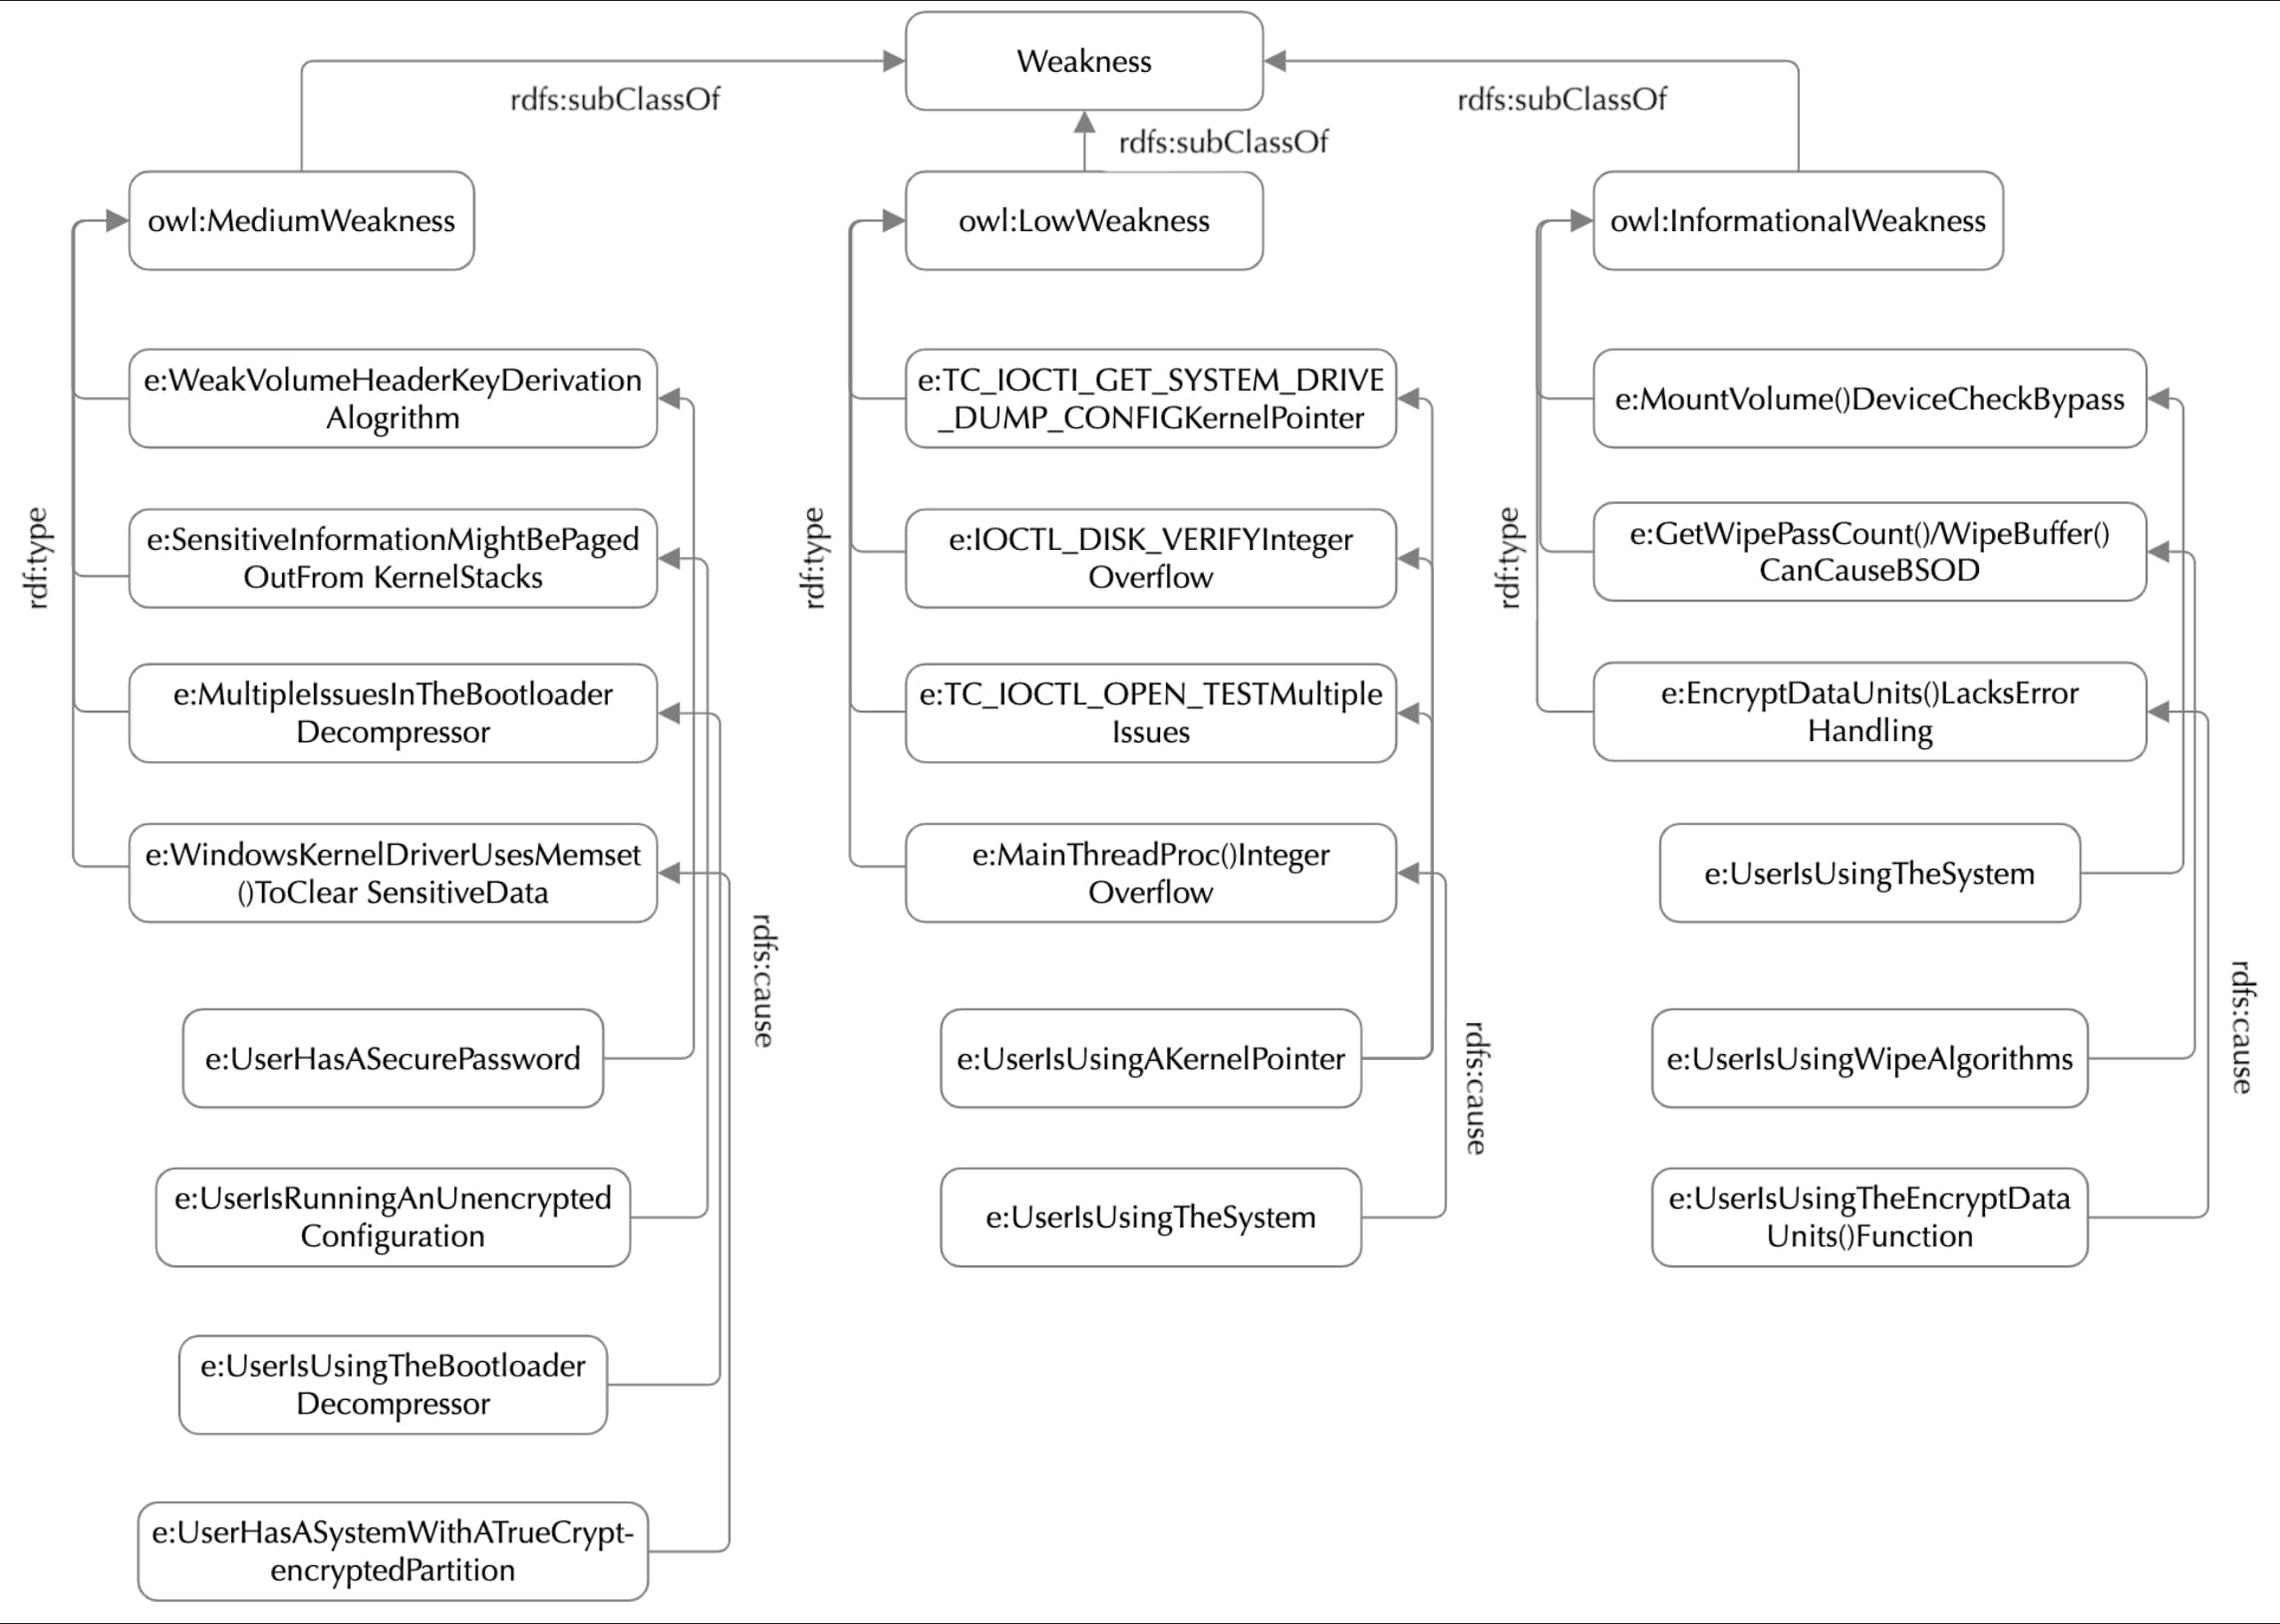 Weakness
rdfs:subClassOf
rdfs:subClassOf
rdfs:subClassOf
owl:MediumWeakness
owl:LowWeakness
owl:InformationalWeakness
rdf:type
e:WeakVolumeHeaderKeyDerivation
Alogrithm
e:SensitiveInformationMightBePaged
OutFrom KernelStacks
e:MultipleIssuesInTheBootloader
Decompressor
e:WindowsKernelDriverUsesMemset
()ToClear SensitiveData
rdfs:cause
e:UserHasASecurePassword
e:UserIsRunningAnUnencrypted
Configuration
e:UserIsUsingTheBootloader
Decompressor
e:UserHasASystemWithATrueCrypt-
encryptedPartition
rdf:type
e:TC_IOCTI_GET_SYSTEM_DRIVE
_DUMP_CONFIGKernelPointer
e:IOCTL_DISK_VERIFYInteger
Overflow
e:TC_IOCTL_OPEN_TESTMultiple
Issues
e:MainThreadProc()Integer
Overflow
rdfs:cause
e:UserIsUsingAKernelPointer
e:UserIsUsingTheSystem
rdf:type
e:MountVolume()DeviceCheckBypass
e:GetWipePassCount()/WipeBuffer()
CanCauseBSOD
e:EncryptDataUnits()LacksError
Handling
e:UserIsUsingTheSystem
rdfs:cause
e:UserIsUsingWipeAlgorithms
e:UserIsUsingTheEncryptData
Units()Function